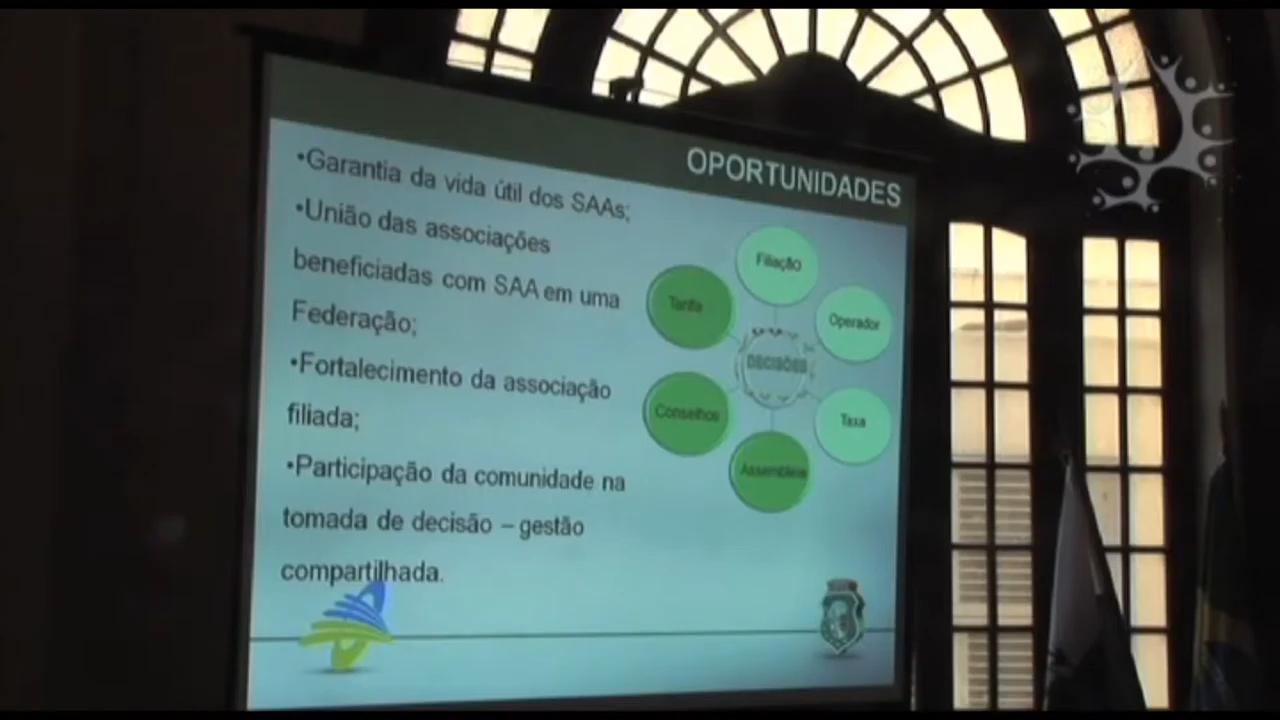 OPORTUNIDADES
•Garantia da vida útil dos SAAs;
•União das associações
beneficiadas com SAA em uma
Federação;
•Fortalecimento da associação
filiada;
•Participação da comunidade na
tomada de decisão – gestão
compartilhada.
Filiação
Operador
Taxa
Assembleia
Conselhos
Tarifa
DECISÕES